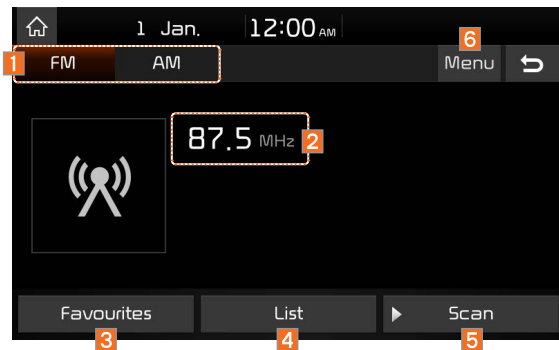 1 Jan. 12:00 AM
6
1 FM AM Menu
87.5 MHz 2
Favourites List Scan
3 4 5